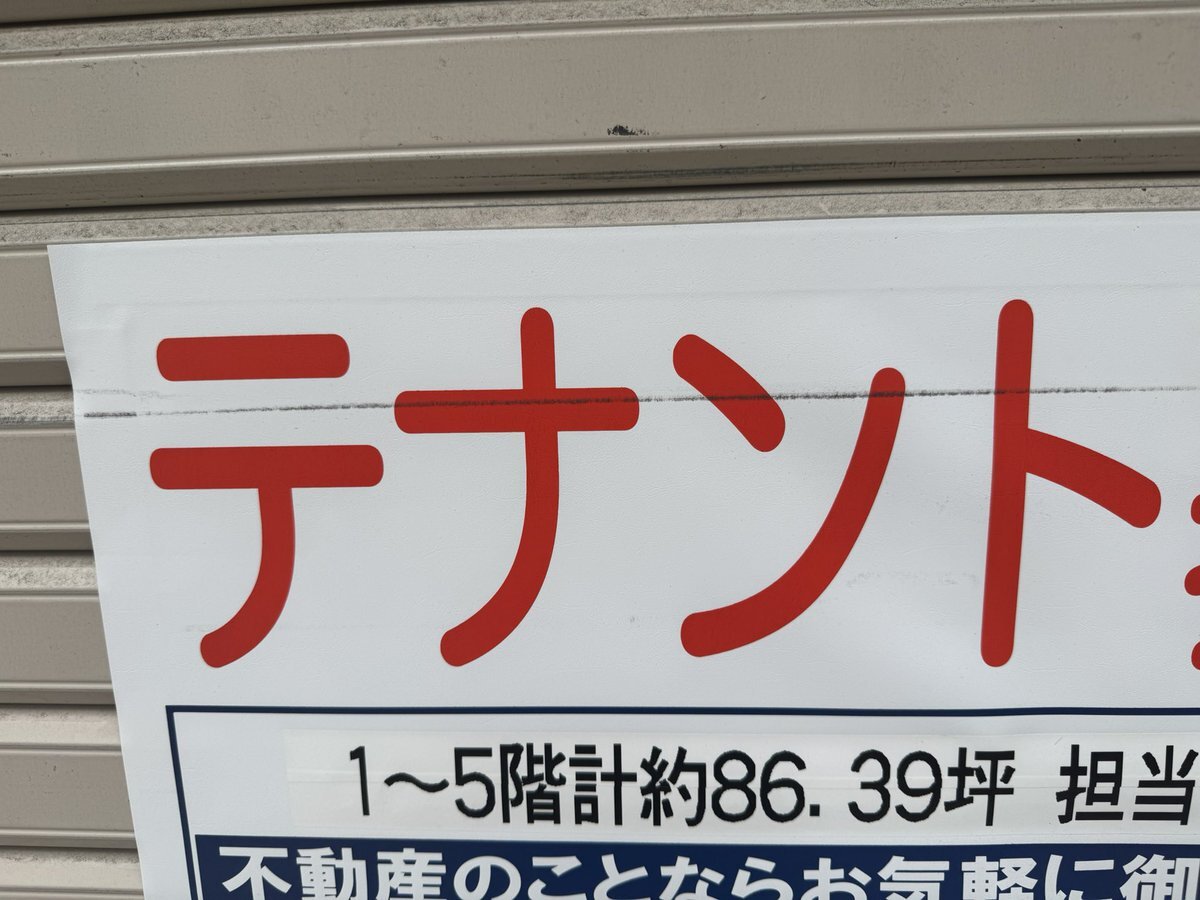 テナント
1～5階計約86.39坪 担当
不動産のことならお気軽に御